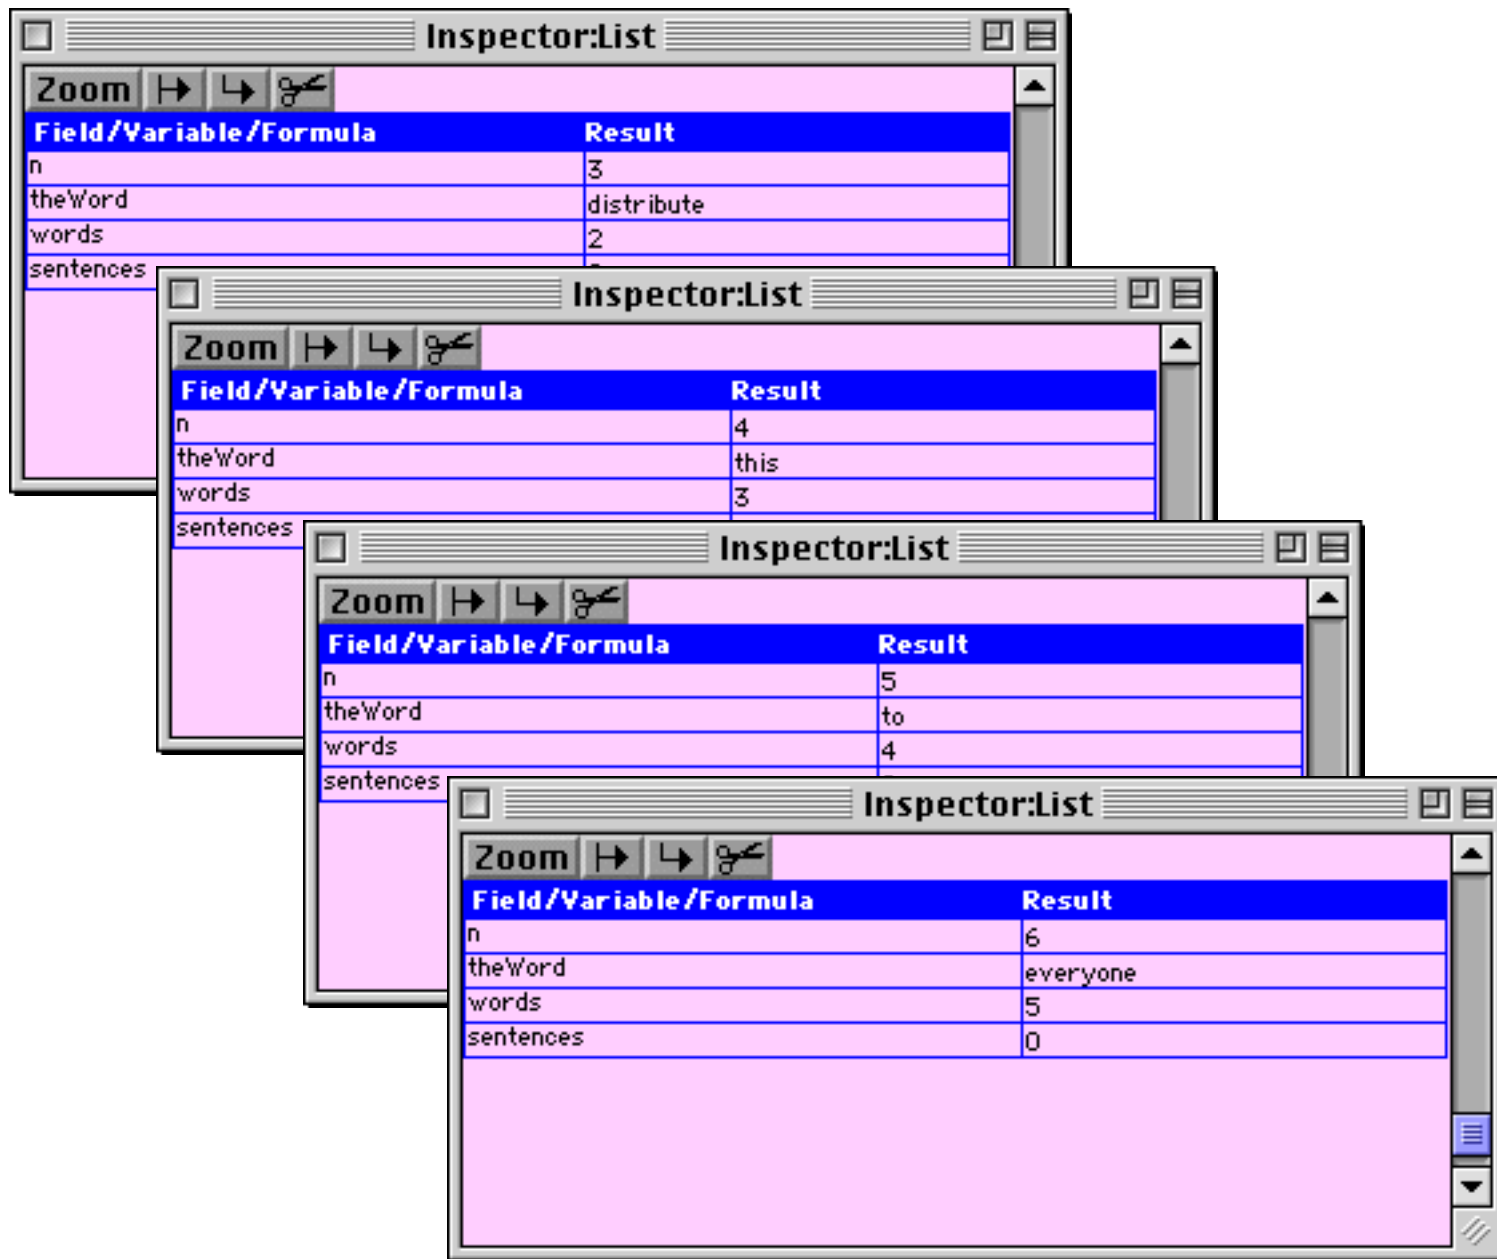 Inspector:List
Zoom
Field/Variable/Formula Result
n 3
theWord distribute
words 2
sentences
Inspector:List
Zoom
Field/Variable/Formula Result
n 4
theWord this
words 3
sentences
Inspector:List
Zoom
Field/Variable/Formula Result
n 5
theWord to
words 4
sentences
Inspector:List
Zoom
Field/Variable/Formula Result
n 6
theWord everyone
words 5
sentences 0